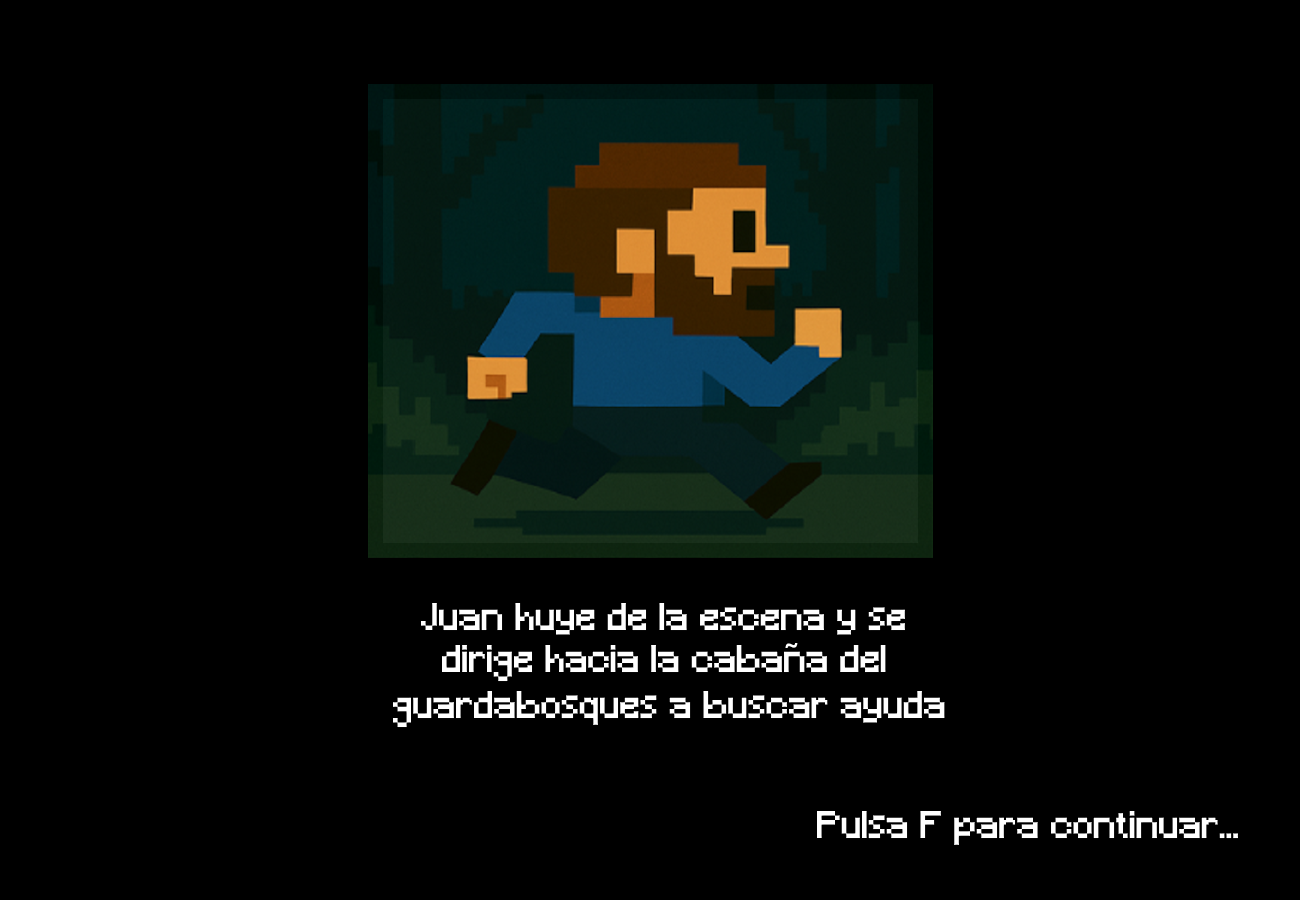 Juan huye de la escena y se
dirige hacia la cabaña del
guardabosques a buscar ayuda
Pulsa F para continuar...